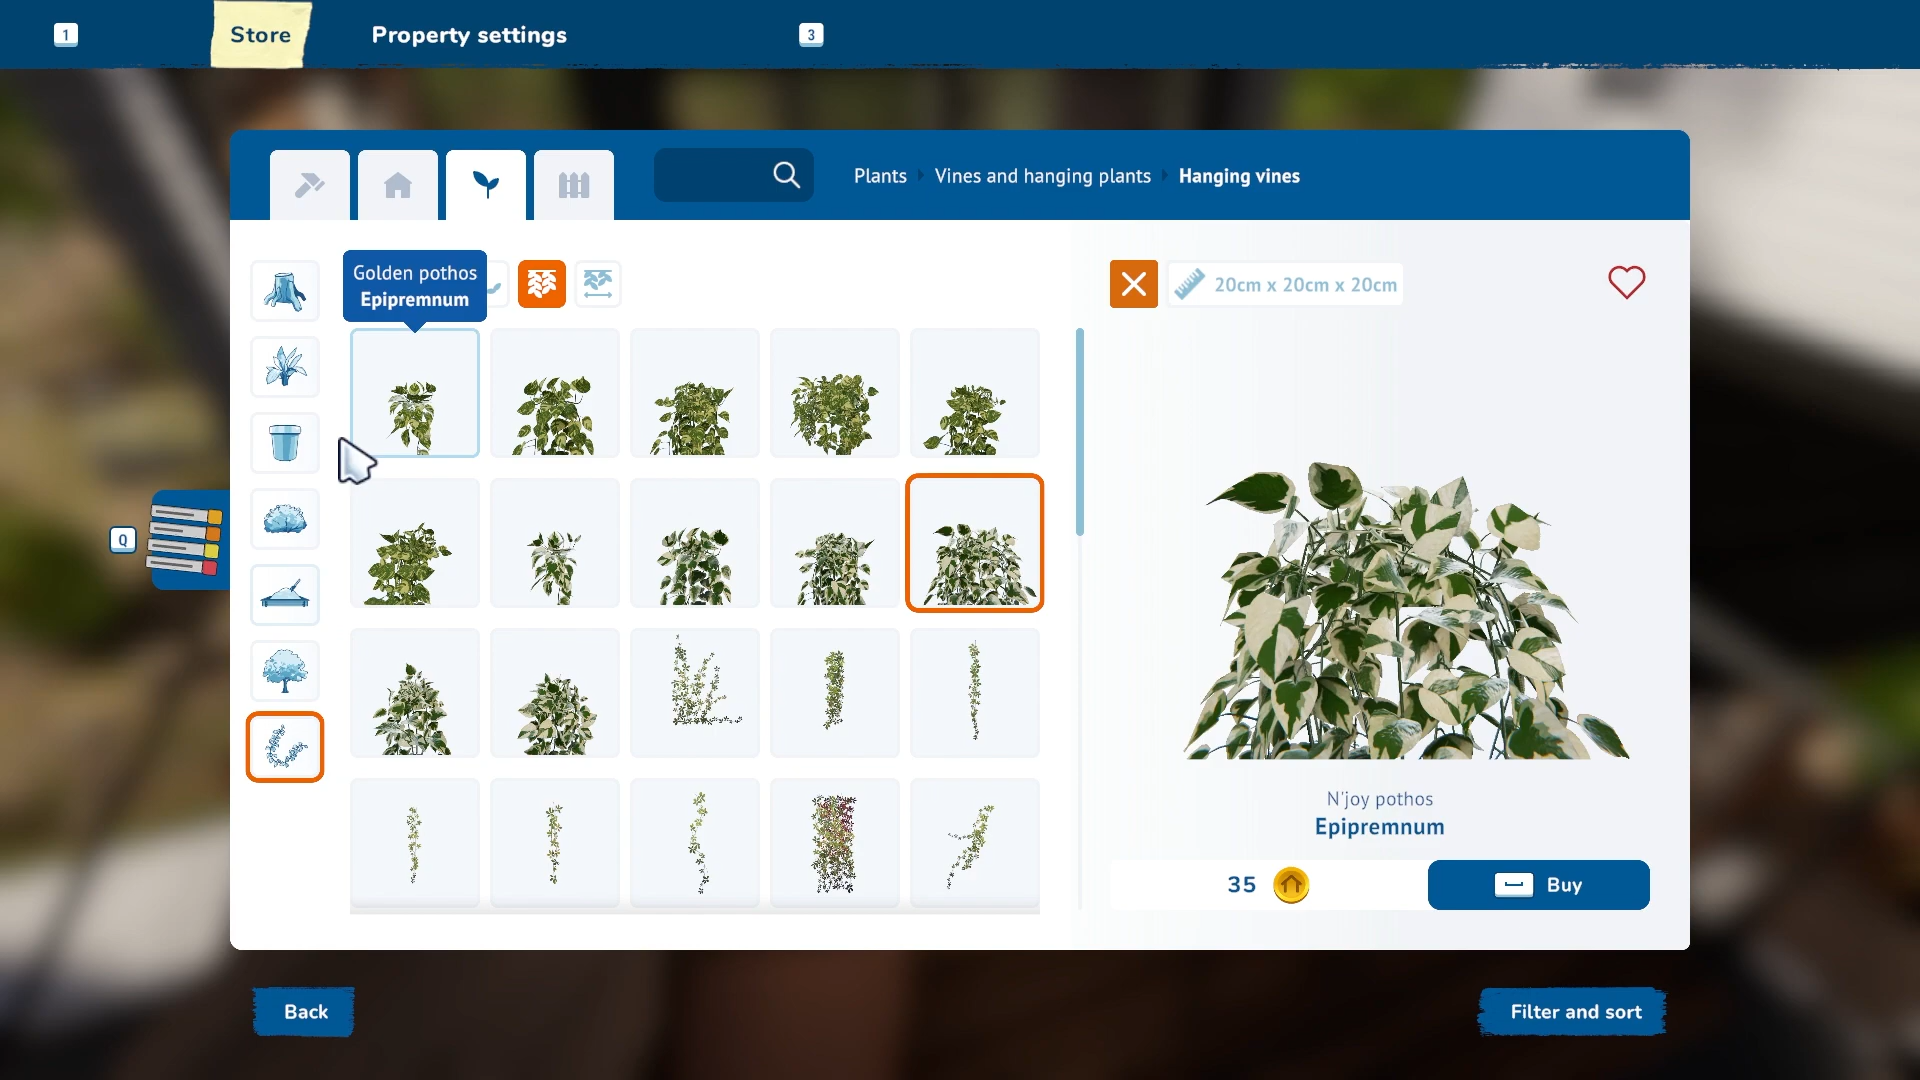 1
Store
Property settings
3
Plants
Vines and hanging plants
Hanging vines
Golden pothos
Epipremnum
20cm x 20cm x 20cm
Q
N'joy pothos
Epipremnum
35
Buy
Back
Filter and sort